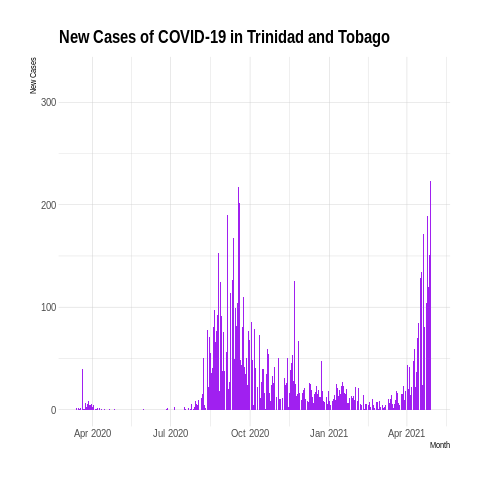 New Cases of COVID-19 in Trinidad and Tobago
New Cases
300
200
100
0
Apr 2020 Jul 2020 Oct 2020 Jan 2021 Apr 2021
Month